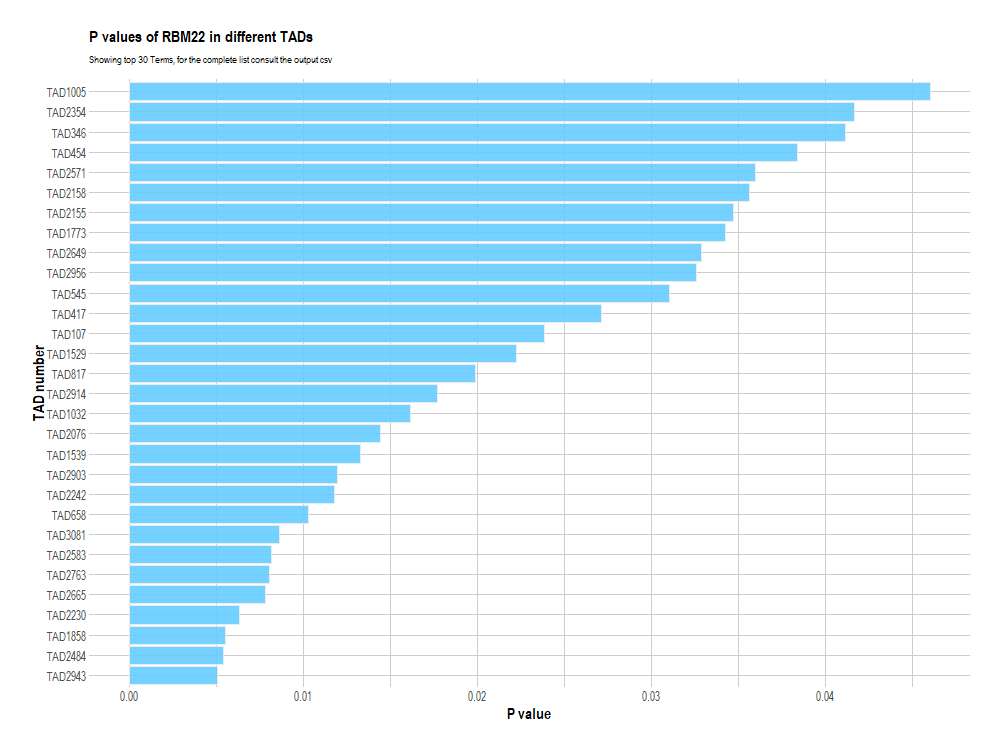 P values of RBM22 in different TADs
Showing top 30 Terms, for the complete list consult the output csv
TAD number
TAD1005
TAD2354
TAD346
TAD454
TAD2571
TAD2158
TAD2155
TAD1773
TAD2649
TAD2956
TAD545
TAD417
TAD107
TAD1529
TAD817
TAD2914
TAD1032
TAD2076
TAD1539
TAD2903
TAD2242
TAD658
TAD3081
TAD2583
TAD2763
TAD2665
TAD2230
TAD1858
TAD2484
TAD2943
0.00 0.01 0.02 0.03 0.04
P value